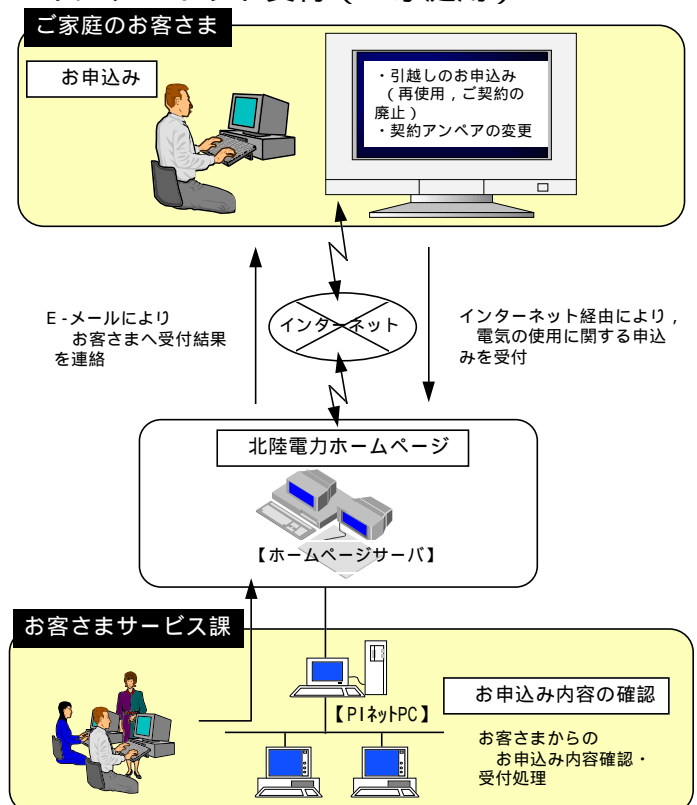 ご家庭のお客さま
お申込み
・引越しのお申込み
（再使用，ご契約の
廃止）
・契約アンペアの変更
E-メールにより
お客さまへ受付結果
を連絡
インターネット
インターネット経由により，
電気の使用に関する申込
みを受付
北陸電力ホームページ
【ホームページサーバ】
お客さまサービス課
【PIネットPC】
お申込み内容の確認
お客さまからの
お申込み内容確認・
受付処理